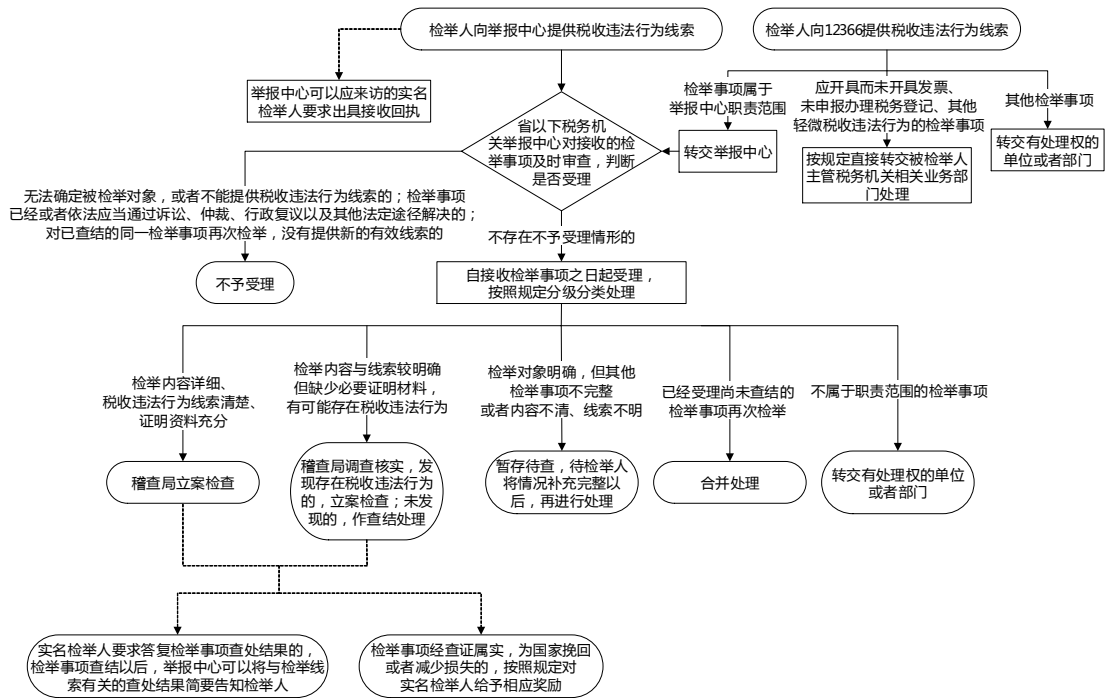 检举人向举报中心提供税收违法行为线索
检举人向12366提供税收违法行为线索
举报中心可以应来访的实名
检举人要求出具接收回执
检举事项属于
举报中心职责范围
应开具而未开具发票、
未申报办理税务登记、其他
轻微税收违法行为的检举事项
其他检举事项
省以下税务机
关举报中心对接收的检
举事项及时审查，判断
是否受理
转交举报中心
按规定直接转交被检举人
主管税务机关相关业务部
门处理
转交有处理权的
单位或者部门
无法确定被检举对象，或者不能提供税收违法行为线索的；检举事项
已经或者依法应当通过诉讼、仲裁、行政复议以及其他法定途径解决的；
对已查结的同一检举事项再次检举，没有提供新的有效线索的
不存在不予受理情形的
不予受理
自接收检举事项之日起受理，
按照规定分级分类处理
检举内容详细、
税收违法行为线索清楚、
证明资料充分
检举内容与线索较明确
但缺少必要证明材料，
有可能存在税收违法行为
检举对象明确，但其他
检举事项不完整
或者内容不清、线索不明
已经受理尚未查结的
检举事项再次检举
不属于职责范围的检举事项
稽查局立案检查
稽查局调查核实，发
现存在税收违法行为
的，立案检查；未发
现的，作查结处理
暂存待查，待检举人
将情况补充完整以
后，再进行处理
合并处理
转交有处理权的单位
或者部门
实名检举人要求答复检举事项查处结果的，
检举事项查结以后，举报中心可以将与检举线
索有关的查处结果简要告知检举人
检举事项经查证属实，为国家挽回
或者减少损失的，按照规定对
实名检举人给予相应奖励